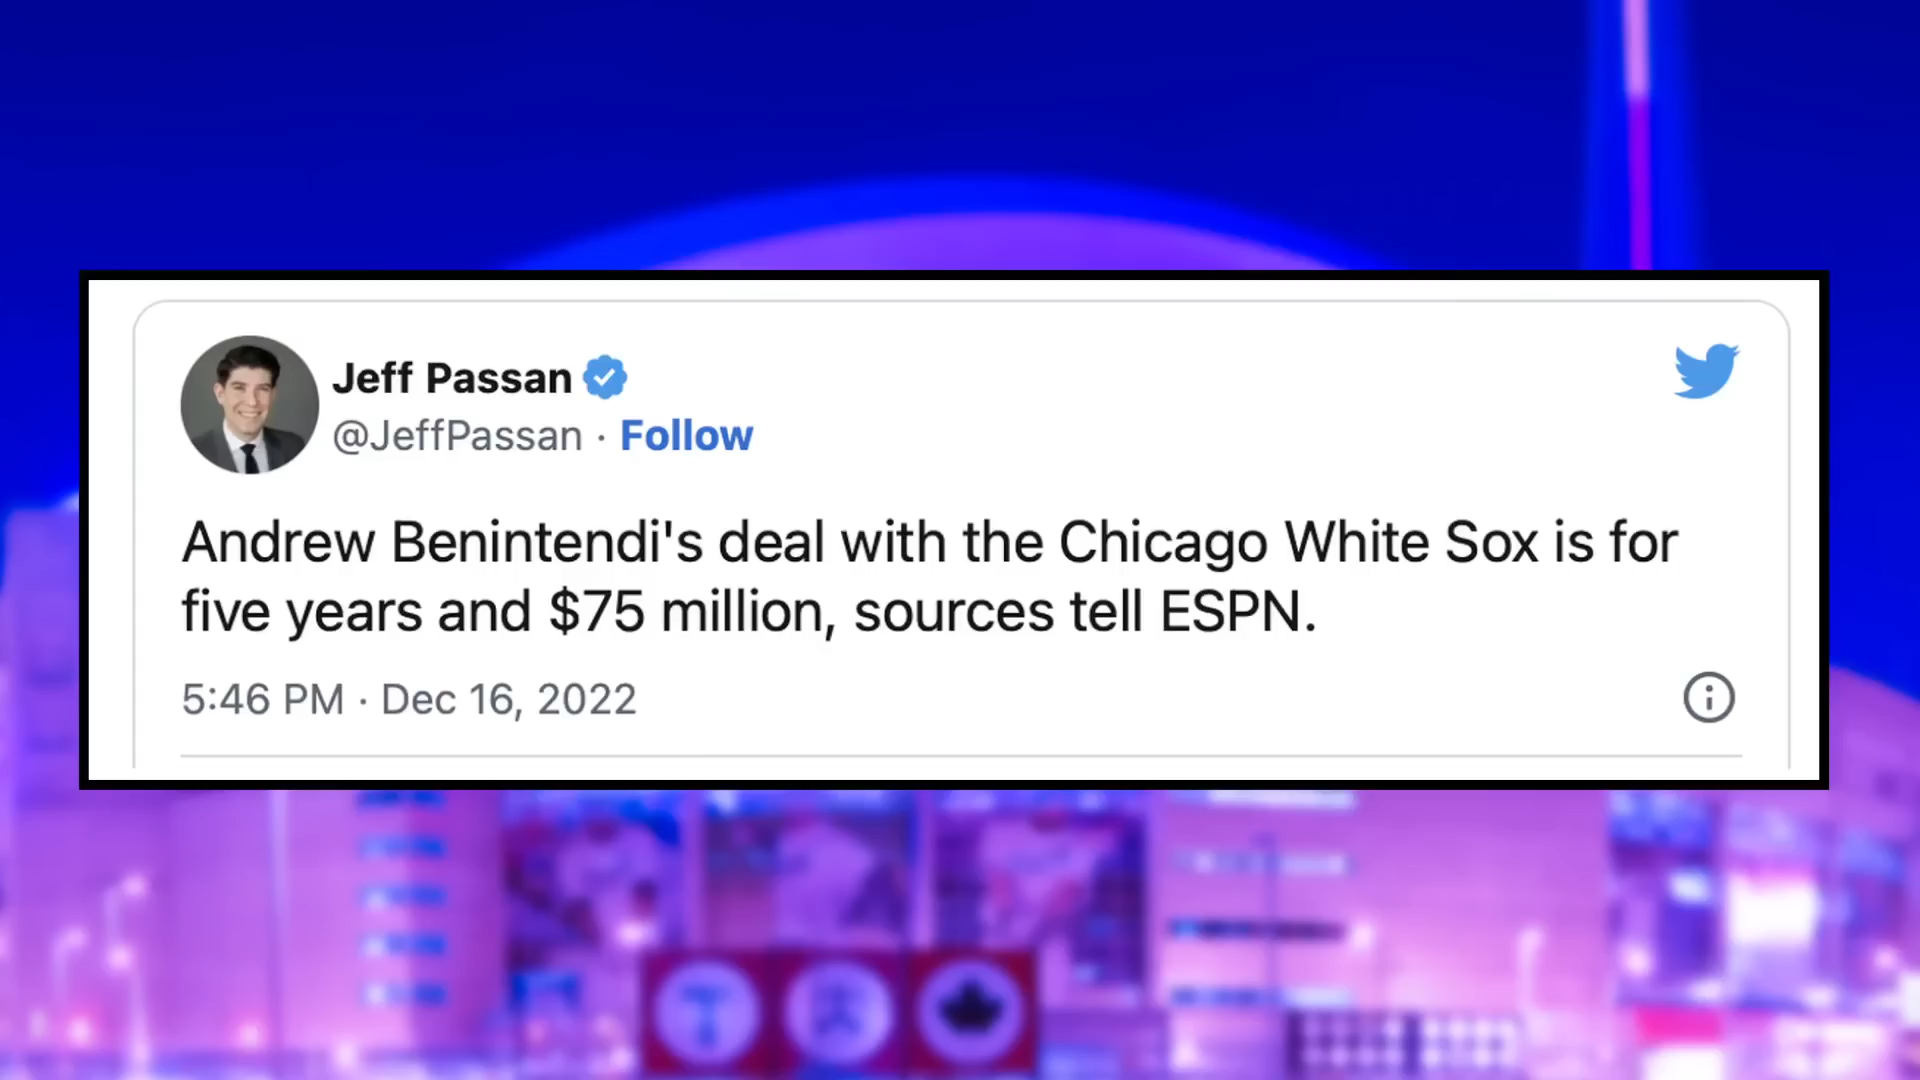 Jeff Passan
@JeffPassan · Follow
Andrew Benintendi's deal with the Chicago White Sox is for
five years and $75 million, sources tell ESPN.
5:46 PM · Dec 16, 2022